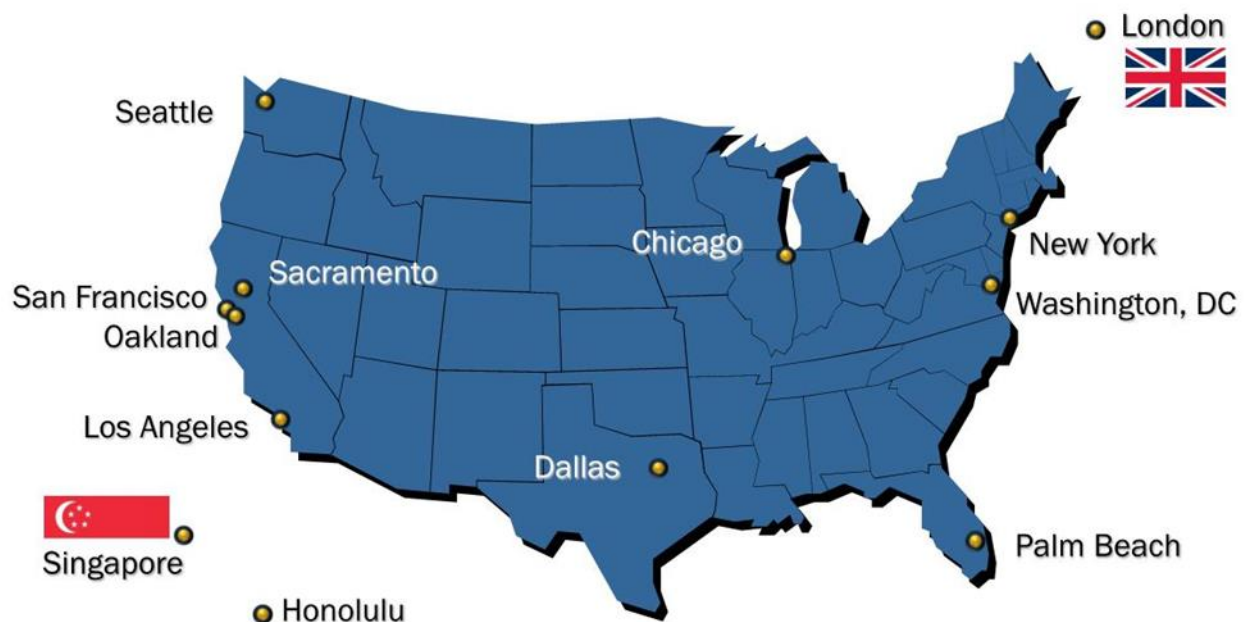 London
Seattle
Chicago
New York
Sacramento
San Francisco
Washington, DC
Oakland
Los Angeles
Dallas
Palm Beach
Singapore
Honolulu